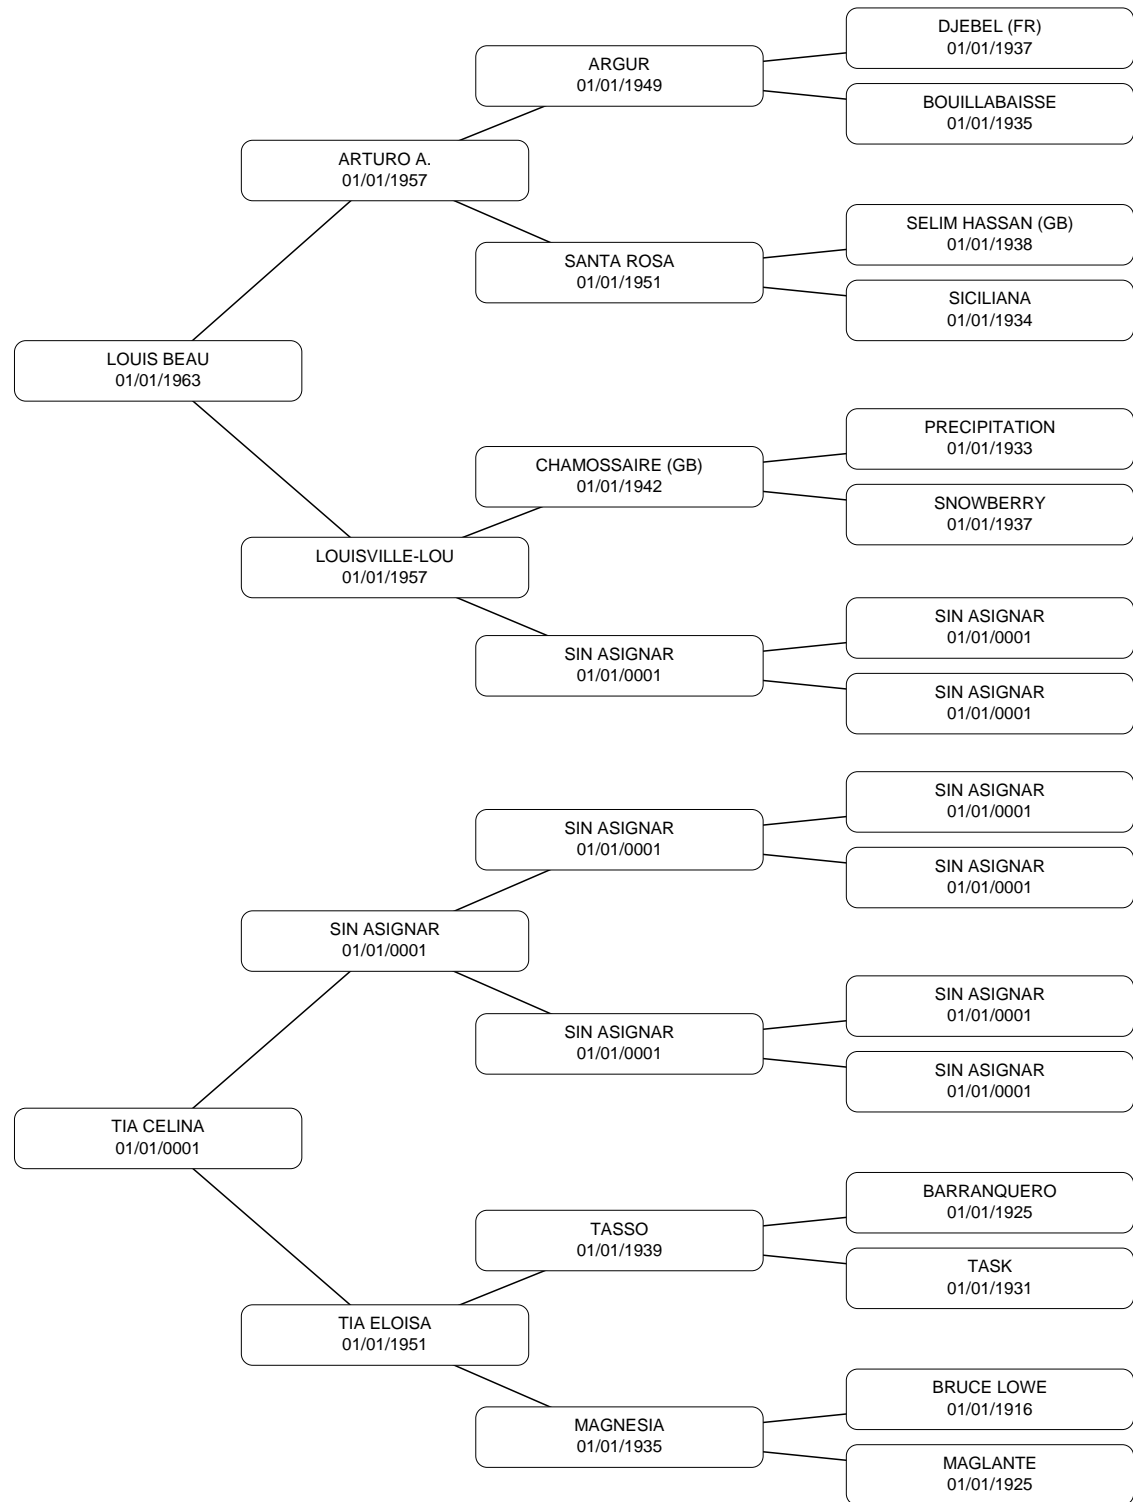 DJEBEL (FR)
01/01/1937
ARGUR
01/01/1949
BOUILLABAISSE
01/01/1935
ARTURO A.
01/01/1957
SELIM HASSAN (GB)
01/01/1938
SANTA ROSA
01/01/1951
SICILIANA
01/01/1934
LOUIS BEAU
01/01/1963
PRECIPITATION
01/01/1933
CHAMOSSAIRE (GB)
01/01/1942
SNOWBERRY
01/01/1937
LOUISVILLE-LOU
01/01/1957
SIN ASIGNAR
01/01/0001
SIN ASIGNAR
01/01/0001
SIN ASIGNAR
01/01/0001
SIN ASIGNAR
01/01/0001
SIN ASIGNAR
01/01/0001
SIN ASIGNAR
01/01/0001
SIN ASIGNAR
01/01/0001
SIN ASIGNAR
01/01/0001
SIN ASIGNAR
01/01/0001
SIN ASIGNAR
01/01/0001
TIA CELINA
01/01/0001
BARRANQUERO
01/01/1925
TASSO
01/01/1939
TASK
01/01/1931
TIA ELOISA
01/01/1951
BRUCE LOWE
01/01/1916
MAGNESIA
01/01/1935
MAGLANTE
01/01/1925